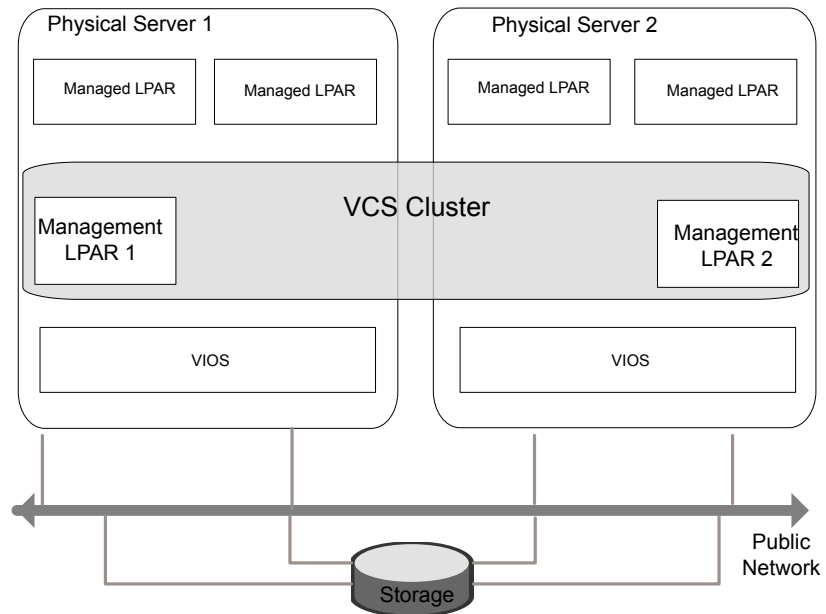 Physical Server 1
Physical Server 2
Managed LPAR
Managed LPAR
Managed LPAR
Managed LPAR
VCS Cluster
Management
LPAR 1
Management
LPAR 2
VIOS
VIOS
Public
Network
Storage